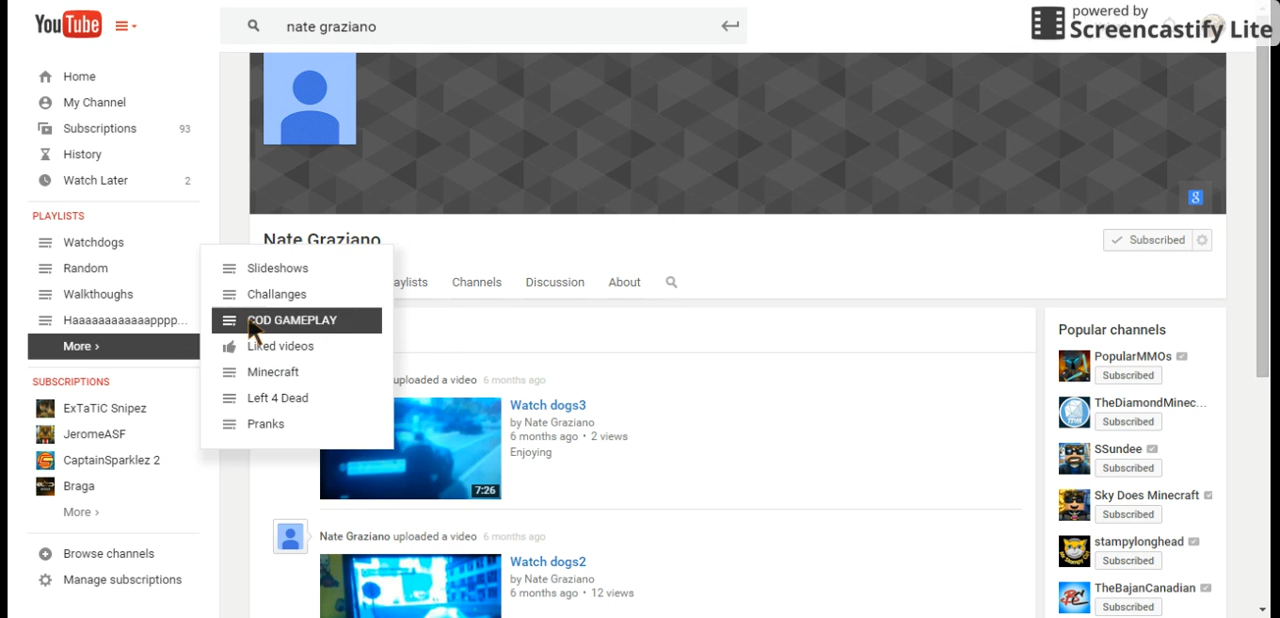 YouTube
nate graziano
powered by
Screencastify Lite
Home
My Channel
Subscriptions 93
History
Watch Later 2
PLAYLISTS
Watchdogs
Random
Walkthoughs
Haaaaaaaaaaaapppp...
More ›
SUBSCRIPTIONS
ExTaTiC Snipez
JeromeASF
CaptainSparklez 2
Braga
More ›
Browse channels
Manage subscriptions
Slideshows
Challanges
COD GAMEPLAY
Liked videos
Minecraft
Left 4 Dead
Pranks
g
Nate Graziano
Subscribed
aylists Channels Discussion About
uploaded a video 6 months ago
Watch dogs3
by Nate Graziano
6 months ago • 2 views
Enjoying
7:26
Nate Graziano uploaded a video 6 months ago
Watch dogs2
by Nate Graziano
6 months ago • 12 views
Popular channels
PopularMMOs
Subscribed
TheDiamondMinec...
Subscribed
SSundee
Subscribed
Sky Does Minecraft
Subscribed
stampylonghead
Subscribed
TheBajanCanadian
Subscribed